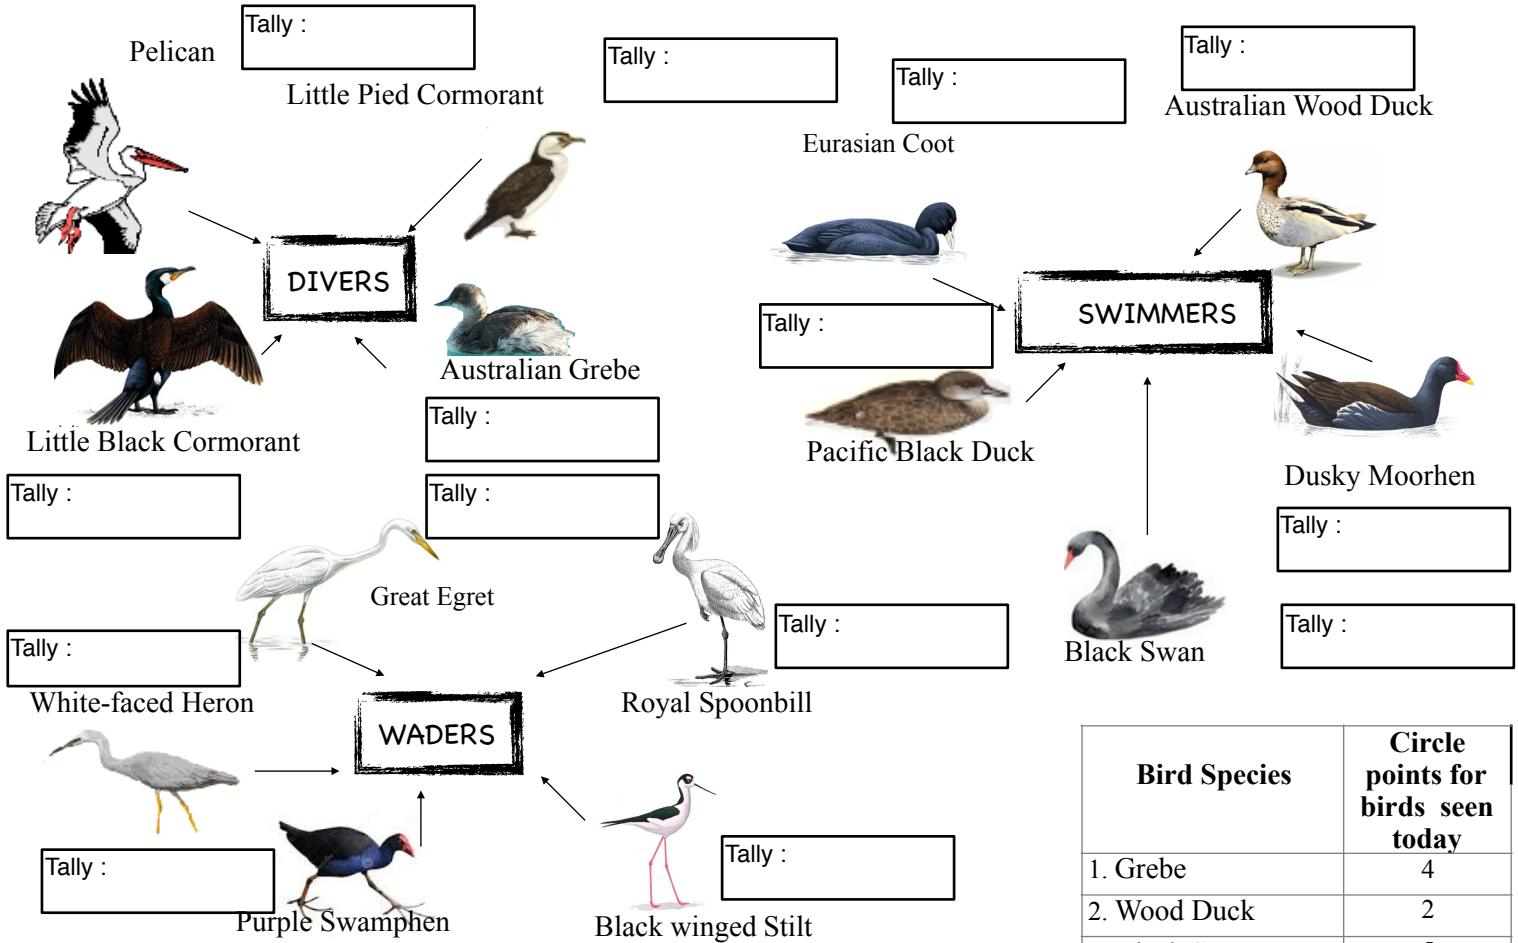 Tally :
Pelican
Little Pied Cormorant
Tally :
Tally :
Tally :
Australian Wood Duck
Eurasian Coot
DIVERS
SWIMMERS
Tally :
Australian Grebe
Little Black Cormorant
Tally :
Pacific Black Duck
Dusky Moorhen
Tally :
Tally :
Tally :
Great Egret
Tally :
Tally :
Tally :
Black Swan
White-faced Heron
Royal Spoonbill
WADERS
Tally :
Tally :
Purple Swamphen
Black winged Stilt
Bird Species
Circle
points for
birds seen
today
1. Grebe
4
2. Wood Duck
2